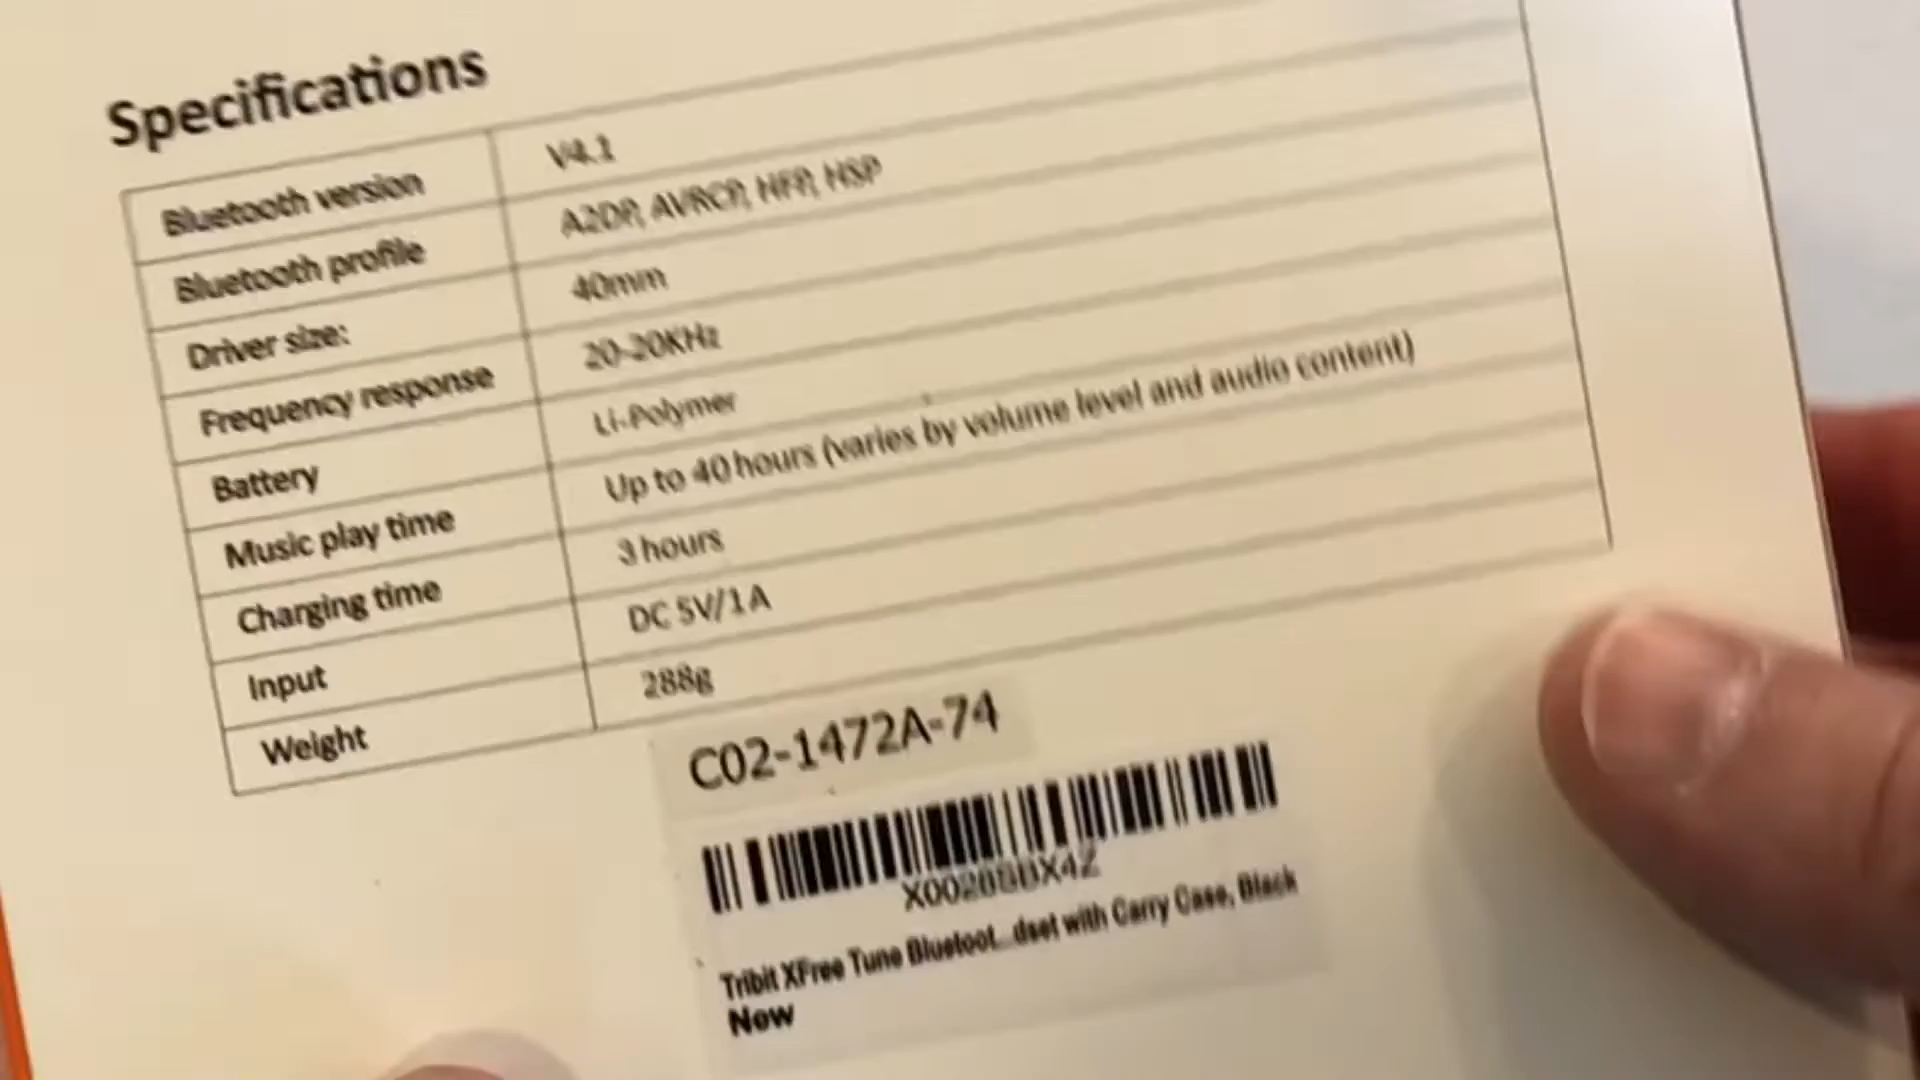 Specifications
Bluetooth version V4.1
Bluetooth profile A2DP, AVRCP, HFP, HSP
Driver size: 40mm
Frequency response 20-20KHz
Battery Li-Polymer
Music play time Up to 40 hours (varies by volume level and audio content)
Charging time 3 hours
Input DC 5V/1A
Weight 288g
C02-1472A-74
Tribit XFree Tune Bluetoot...dset with Carry Case, Black
New